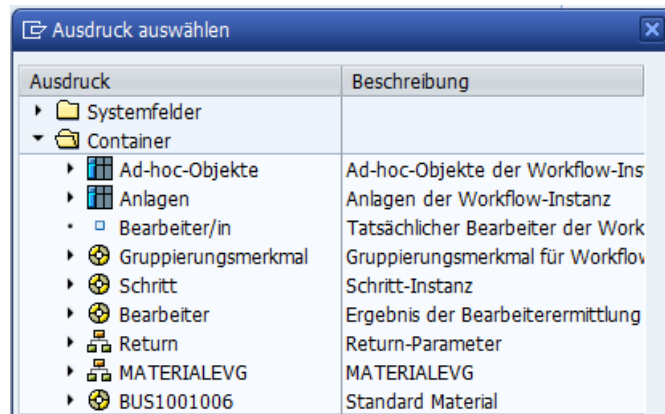 Ausdruck auswählen
Ausdruck Beschreibung
Systemfelder
Container
Ad-hoc-Objekte Ad-hoc-Objekte der Workflow-Ins
Anlagen Anlagen der Workflow-Instanz
Bearbeiter/in Tatsächlicher Bearbeiter der Work
Gruppierungsmerkmal Gruppierungsmerkmal für Workflov
Schritt Schritt-Instanz
Bearbeiter Ergebnis der Bearbeiterermittlung
Return Return-Parameter
MATERIALEVG MATERIALEVG
BUS1001006 Standard Material